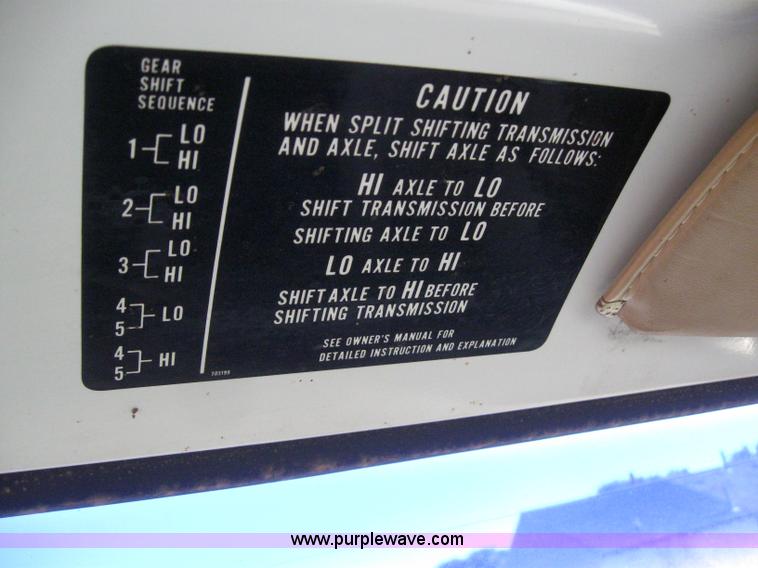 GEAR
SHIFT
SEQUENCE
1 LO
HI
2 LO
HI
3 LO
HI
4
5 LO
4
5 HI
CAUTION
WHEN SPLIT SHIFTING TRANSMISSION
AND AXLE, SHIFT AXLE AS FOLLOWS:
HI AXLE TO LO
SHIFT TRANSMISSION BEFORE
SHIFTING AXLE TO LO
LO AXLE TO HI
SHIFT AXLE TO HI BEFORE
SHIFTING TRANSMISSION
SEE OWNER'S MANUAL FOR
DETAILED INSTRUCTION AND EXPLANATION
www.purplewave.com